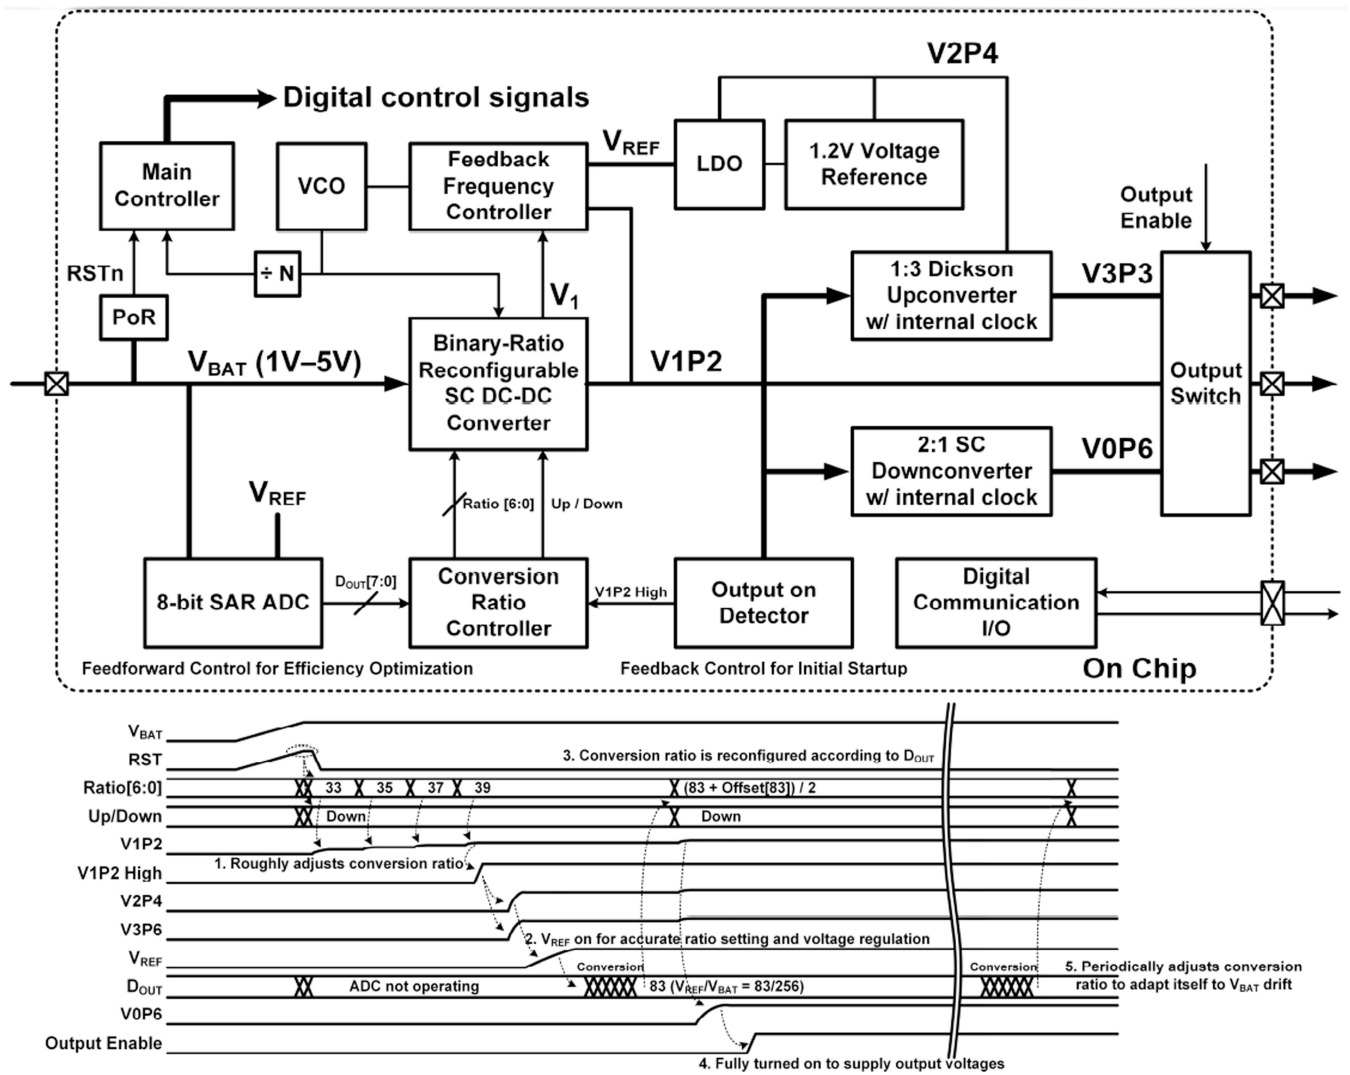 V2P4
Digital control signals
Main
Controller
VCO
Feedback
Frequency
Controller
VREF
LDO
1.2V Voltage
Reference
Output
Enable
RSTn
÷ N
V1
PoR
1:3 Dickson
Upconverter
w/ internal clock
V3P3
VBAT (1V–5V)
Binary-Ratio
Reconfigurable
SC DC-DC
Converter
V1P2
Output
Switch
2:1 SC
Downconverter
w/ internal clock
V0P6
VREF
Ratio [6:0]
Up / Down
8-bit SAR ADC
DOUT[7:0]
Conversion
Ratio
Controller
V1P2 High
Output on
Detector
Digital
Communication
I/O
Feedforward Control for Efficiency Optimization
Feedback Control for Initial Startup
On Chip
VBAT
RST
3. Conversion ratio is reconfigured according to DOUT
Ratio[6:0]
33
35
37
39
(83 + Offset[83]) / 2
Up/Down
Down
Down
V1P2
1. Roughly adjusts conversion ratio
V1P2 High
V2P4
V3P6
2. VREF on for accurate ratio setting and voltage regulation
VREF
Conversion
Conversion
5. Periodically adjusts conversion
ratio to adapt itself to VBAT drift
DOUT
ADC not operating
83 (VREF/VBAT = 83/256)
V0P6
Output Enable
4. Fully turned on to supply output voltages